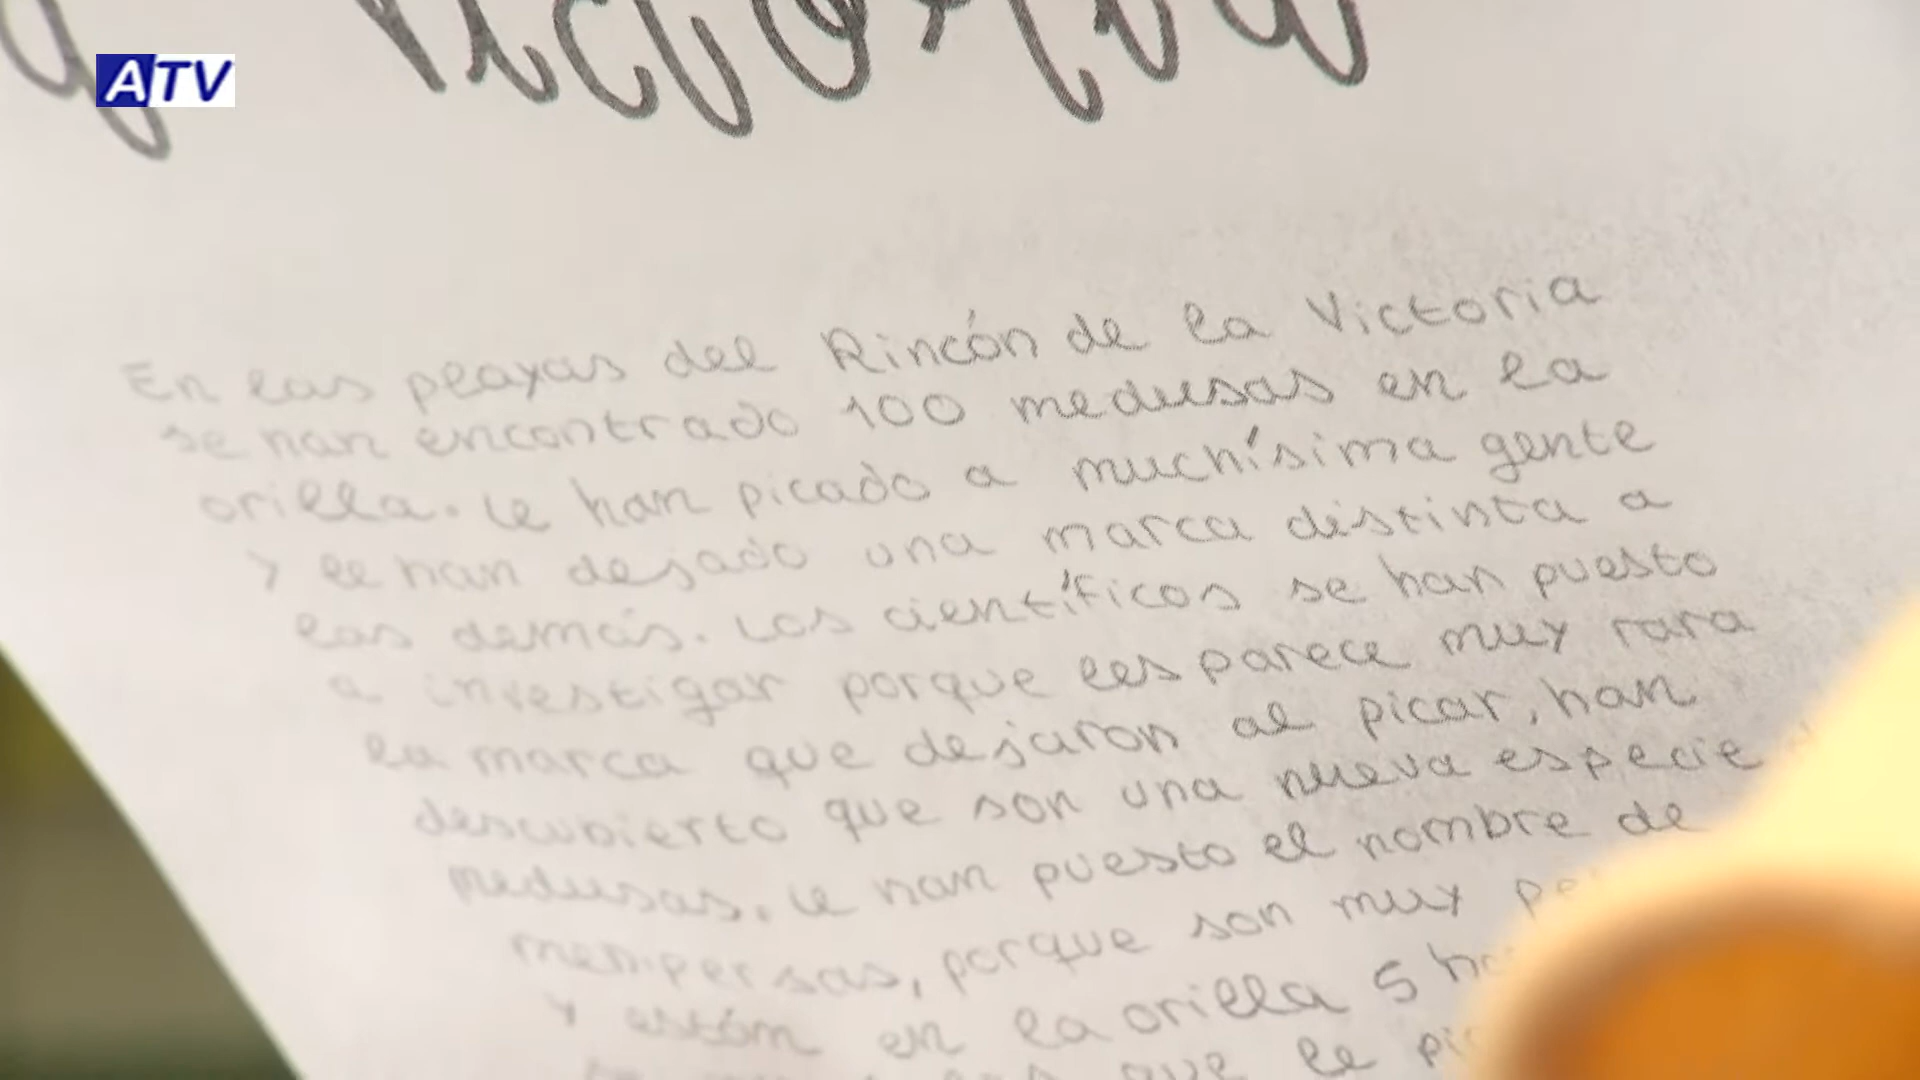 ATV
Victoria
En las playas del Rincón de la Victoria
se han encontrado 100 medusas en la
orilla. Le han picado a muchísima gente
y le han dejado una marca distinta a
las demás. Los científicos se han puesto
a investigar porque les parece muy rara
la marca que dejaron al picar, han
descubierto que son una nueva especie
medusas. Le han puesto el nombre de
porque son muy
y están en la orilla 5
que le